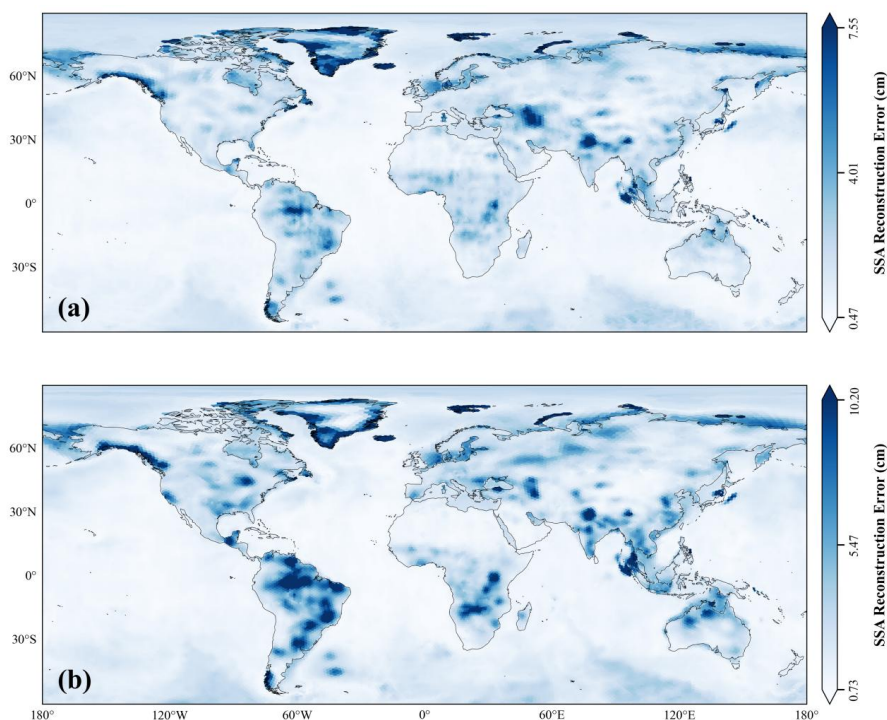 7.55
60°N
30°N
4.01
0°
30°S
(a)
0.47
SSA Reconstruction Error (cm)
10.20
60°N
30°N
5.47
0°
30°S
(b)
0.73
SSA Reconstruction Error (cm)
180°
120°W
60°W
0°
60°E
120°E
180°